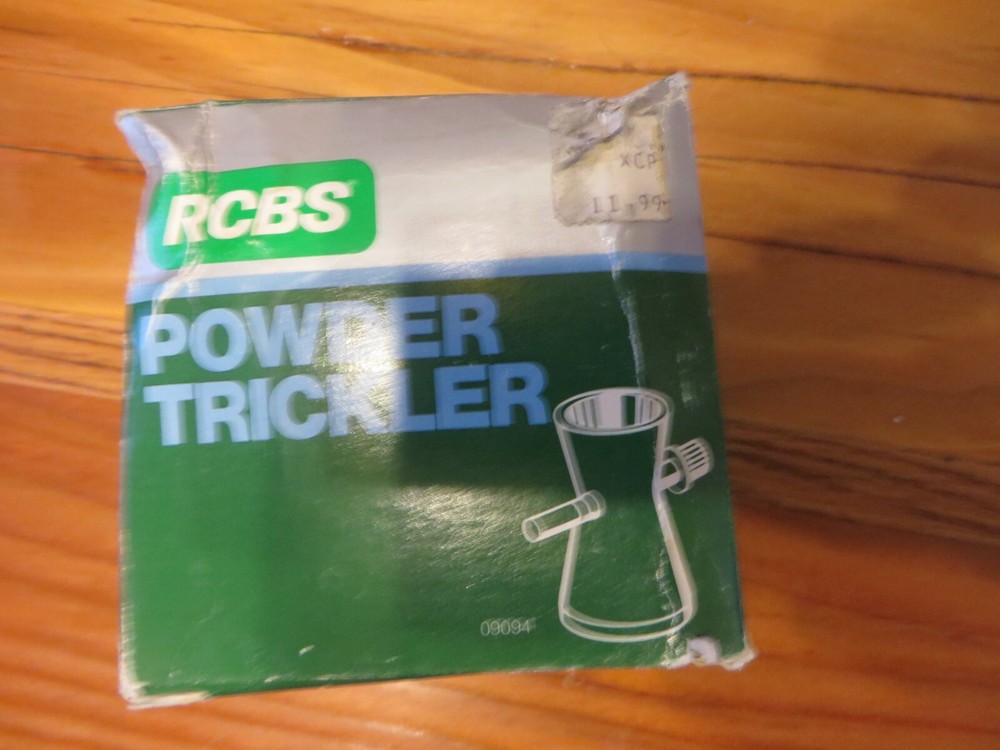 RCBS
XCP
11.99
POWDER
TRICKLER
09094